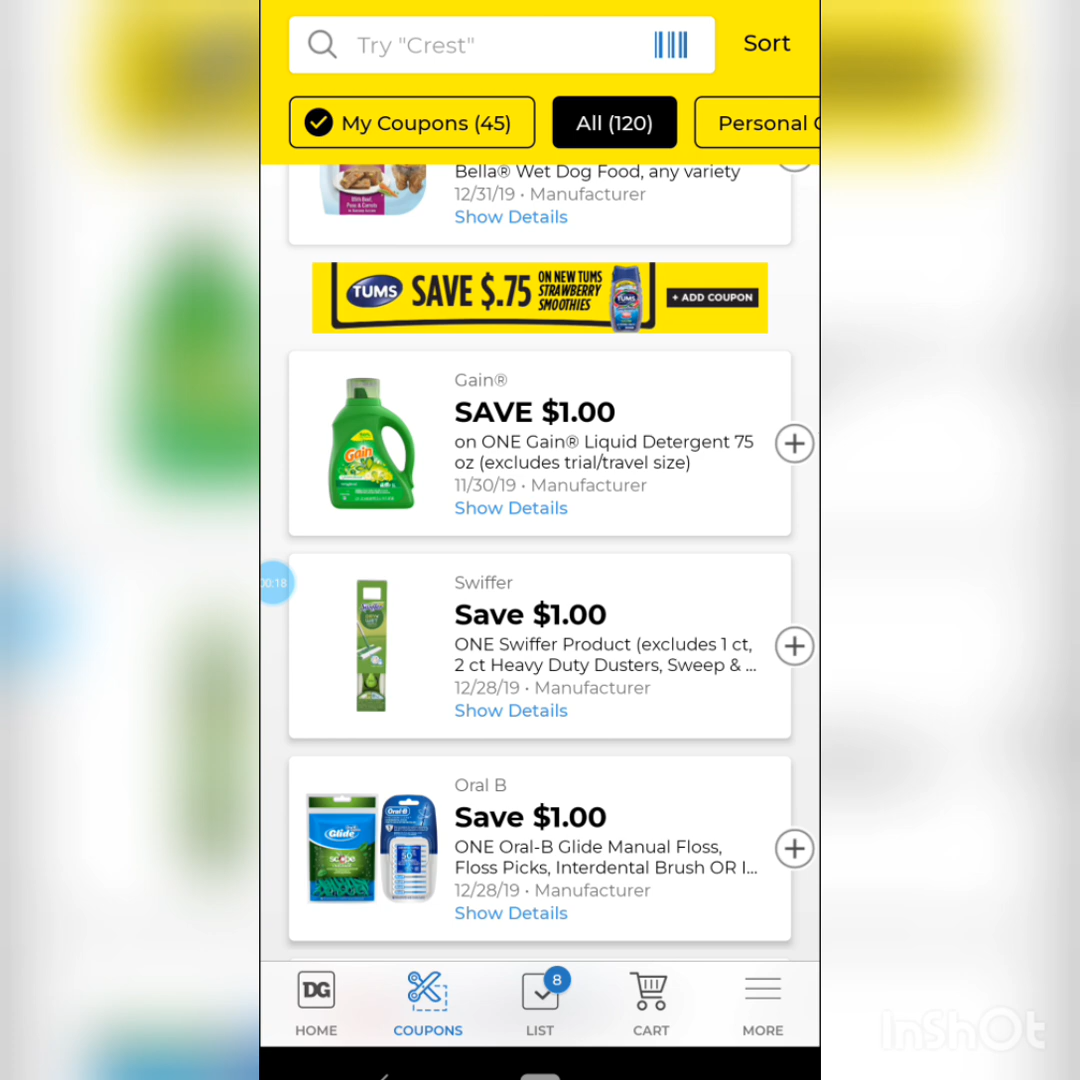 Try "Crest"
Sort
My Coupons (45)
All (120)
Personal
Bella® Wet Dog Food, any variety
12/31/19 • Manufacturer
Show Details
TUMS
SAVE $.75
ON NEW TUMS
STRAWBERRY
SMOOTHIES
TUMS
+ ADD COUPON
Gain®
SAVE $1.00
on ONE Gain® Liquid Detergent 75
oz (excludes trial/travel size)
11/30/19 • Manufacturer
Show Details
Gain
00:18
Swiffer
Save $1.00
ONE Swiffer Product (excludes 1 ct,
2 ct Heavy Duty Dusters, Sweep & ...
12/28/19 • Manufacturer
Show Details
Oral B
Save $1.00
ONE Oral-B Glide Manual Floss,
Floss Picks, Interdental Brush OR I...
12/28/19 • Manufacturer
Show Details
Glide
scope
Oral-B
DG
8
HOME
COUPONS
LIST
CART
MORE
InShOt